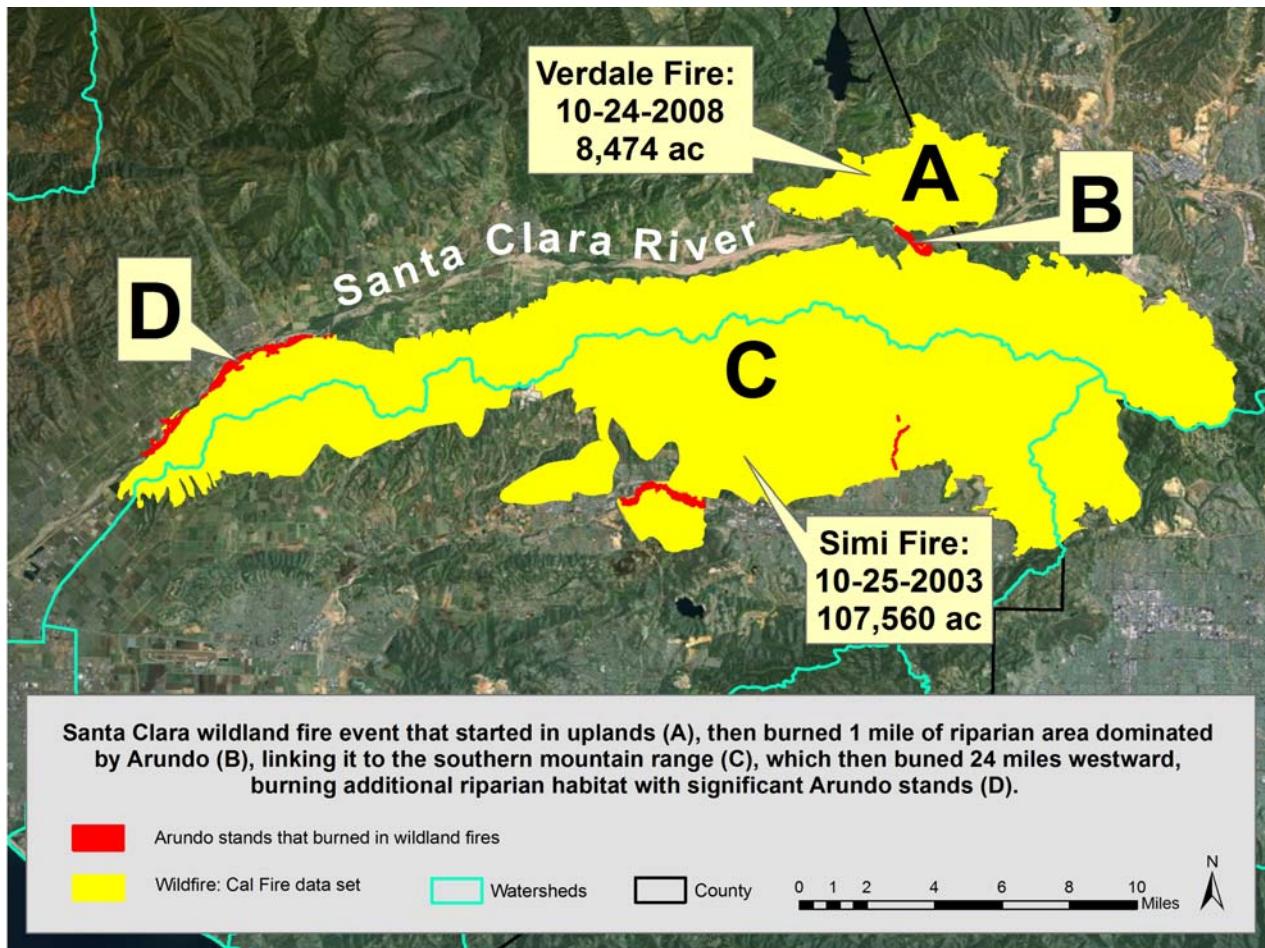 Verdale Fire:
10-24-2008
8,474 ac
A
B
Santa Clara River
D
C
Simi Fire:
10-25-2003
107,560 ac
Santa Clara wildland fire event that started in uplands (A), then burned 1 mile of riparian area dominated
by Arundo (B), linking it to the southern mountain range (C), which then buned 24 miles westward,
burning additional riparian habitat with significant Arundo stands (D).
Arundo stands that burned in wildland fires
Wildfire: Cal Fire data set
Watersheds
County
0 1 2 4 6 8 10
Miles
N